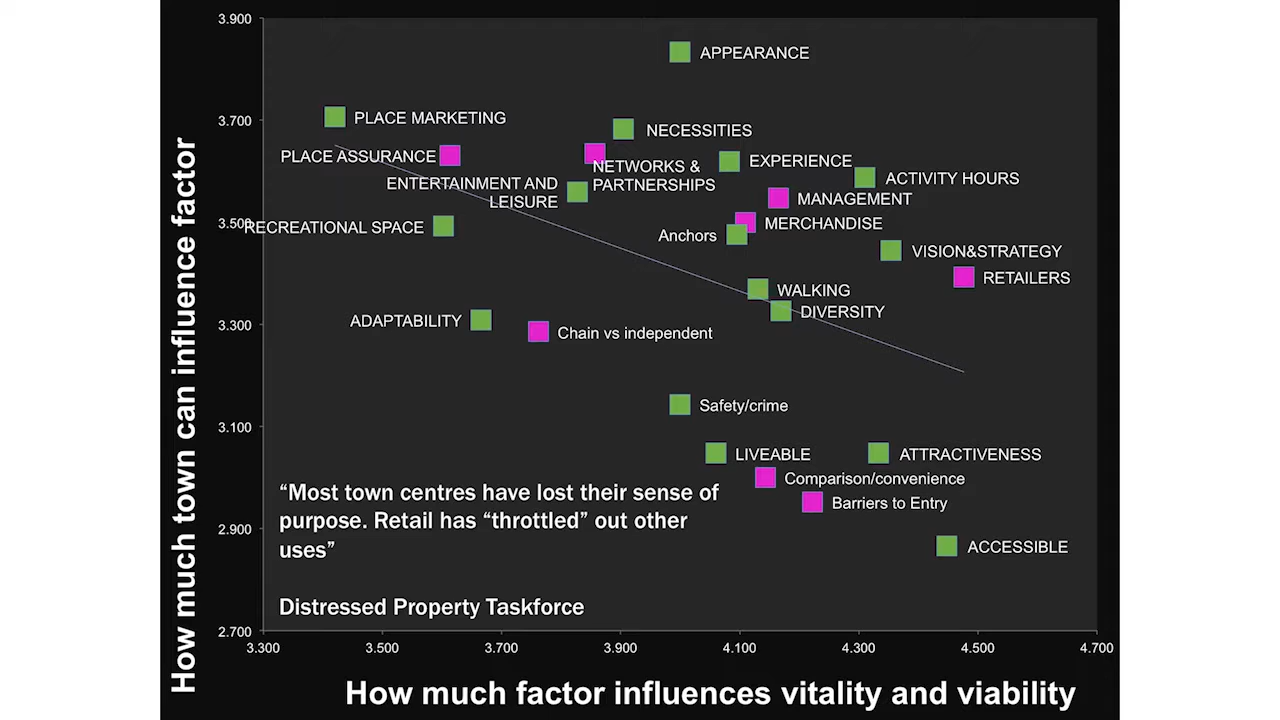 3.900
APPEARANCE
3.700
PLACE MARKETING
NECESSITIES
PLACE ASSURANCE
NETWORKS &
PARTNERSHIPS
EXPERIENCE
ENTERTAINMENT AND
LEISURE
ACTIVITY HOURS
MANAGEMENT
3.500
RECREATIONAL SPACE
MERCHANDISE
Anchors
VISION&STRATEGY
RETAILERS
WALKING
DIVERSITY
3.300
ADAPTABILITY
Chain vs independent
Safety/crime
3.100
LIVEABLE
ATTRACTIVENESS
Comparison/convenience
Barriers to Entry
2.900
ACCESSIBLE
“Most town centres have lost their sense of
purpose. Retail has “throttled” out other
uses”
Distressed Property Taskforce
2.700
3.300 3.500 3.700 3.900 4.100 4.300 4.500 4.700
How much town can influence factor
How much factor influences vitality and viability